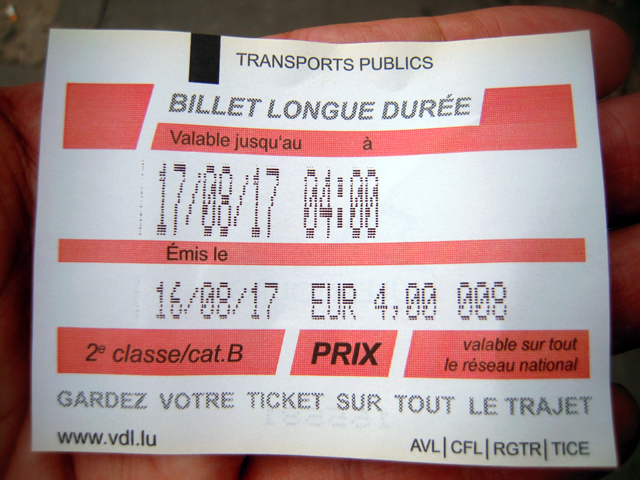 TRANSPORTS PUBLICS
BILLET LONGUE DURÉE
Valable jusqu'au à
17/08/17 04:00
Émis le
16/08/17 EUR 4,00 008
2e classe/cat.B PRIX valable sur tout le réseau national
GARDEZ VOTRE TICKET SUR TOUT LE TRAJET
www.vdl.lu AVL|CFL|RGTR|TICE